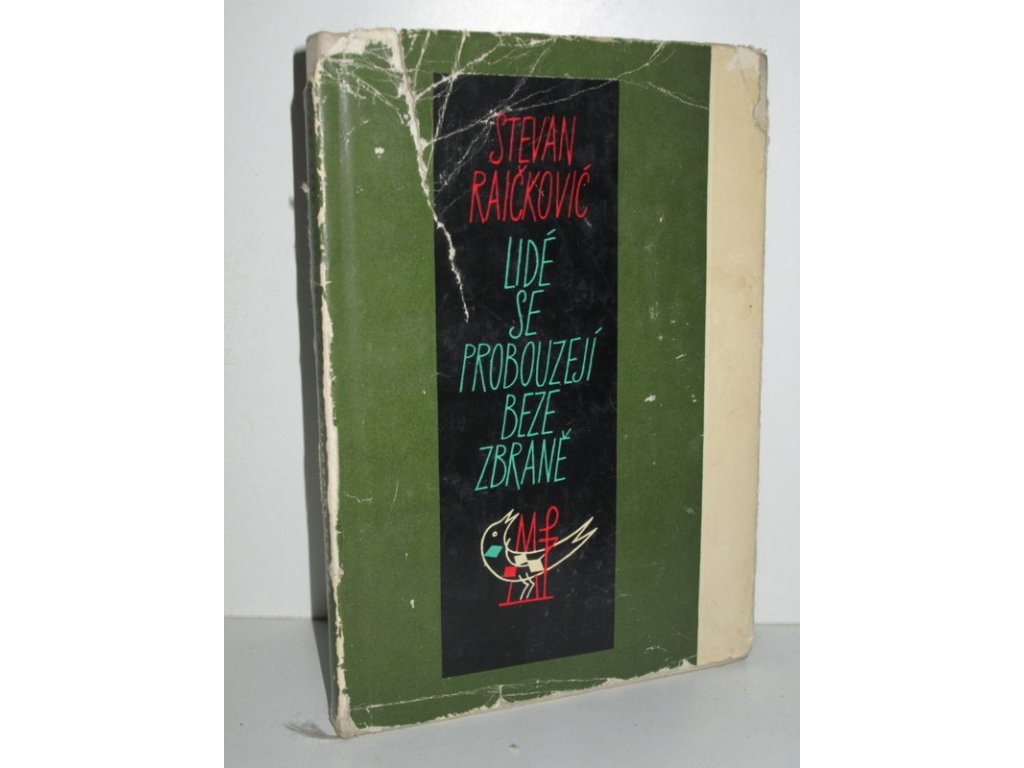 STEVAN
RAIČKOVIĆ
LIDÉ
SE
PROBOUZEJÍ
BEZE
ZBRANĚ